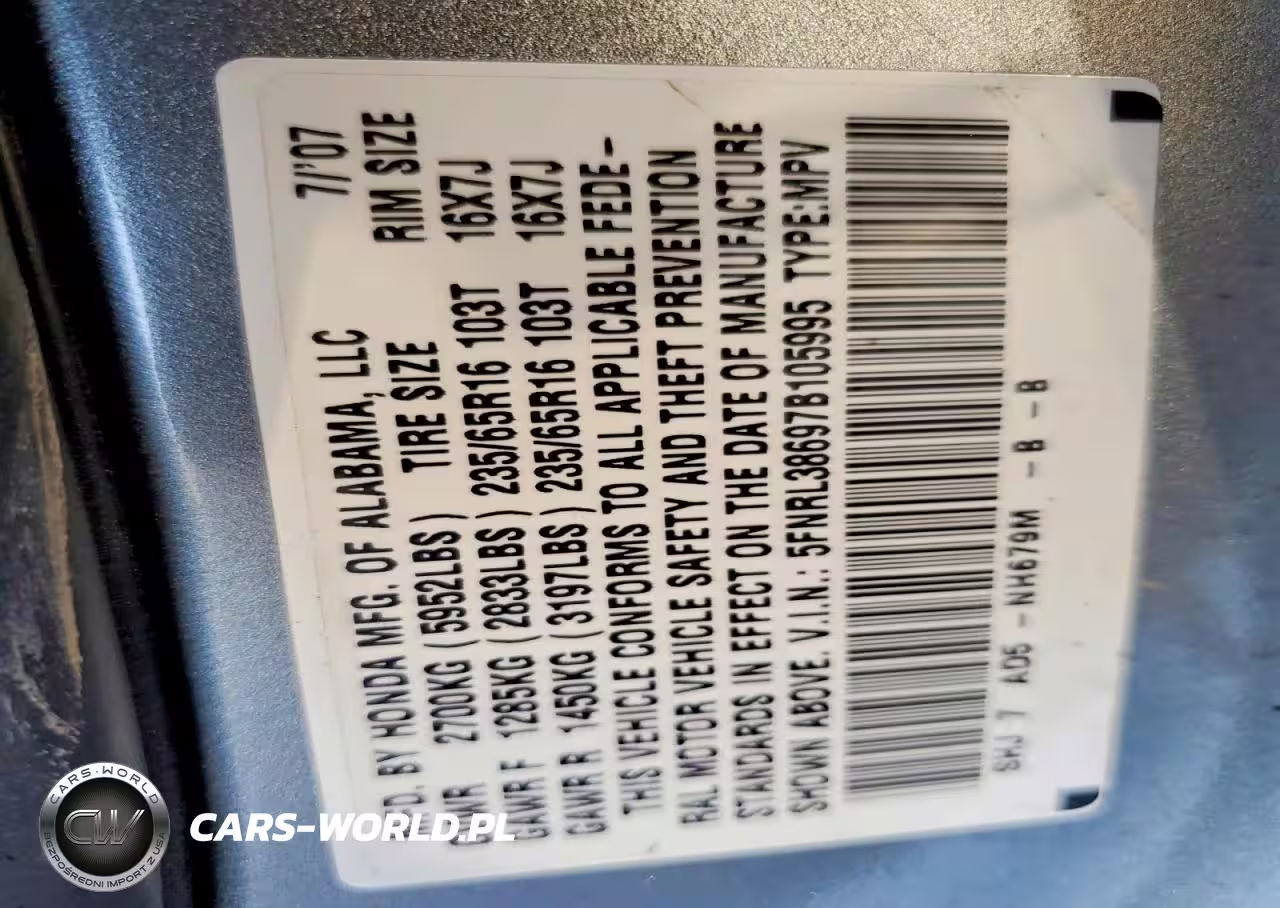 MFD. BY HONDA MFG. OF ALABAMA, LLC 7/'07
GVWR 2700KG (5952LBS) TIRE SIZE RIM SIZE
GAWR F 1285KG (2833LBS) 235/65R16 103T 16X7J
GAWR R 1450KG (3197LBS) 235/65R16 103T 16X7J
THIS VEHICLE CONFORMS TO ALL APPLICABLE FEDE-
RAL MOTOR VEHICLE SAFETY AND THEFT PREVENTION
STANDARDS IN EFFECT ON THE DATE OF MANUFACTURE
SHOWN ABOVE. V.I.N.: 5FNRL38697B105995 TYPE:MPV
SHJ 7 A05 - NH679M - B - B
CARS-WORLD
CW
BEZPOŚREDNI IMPORT Z USA
CARS-WORLD.PL